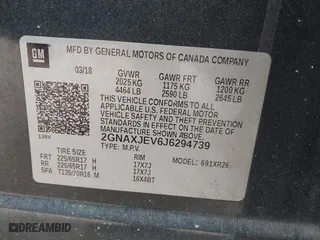 GM
MFD BY GENERAL MOTORS OF CANADA COMPANY
03/18 GVWR GAWR FRT GAWR RR
2025 KG 1175 KG 1200 KG
4464 LB 2590 LB 2645 LB
THIS VEHICLE CONFORMS TO ALL APPLICABLE
U.S. FEDERAL MOTOR VEHICLE SAFETY, BUMPER,
AND THEFT PREVENTION STANDARDS IN EFFECT
ON THE DATE OF MANUFACTURE SHOWN ABOVE.
2GNAXJEV6J6294739
TYPE: M.P.V. MODEL: 691XR26
TIRE SIZE RIM
FRT 225/65R17 H 17X7J
RR 225/65R17 H 17X7J
SPA T135/70R16 M 16X4BT
DREAMBID